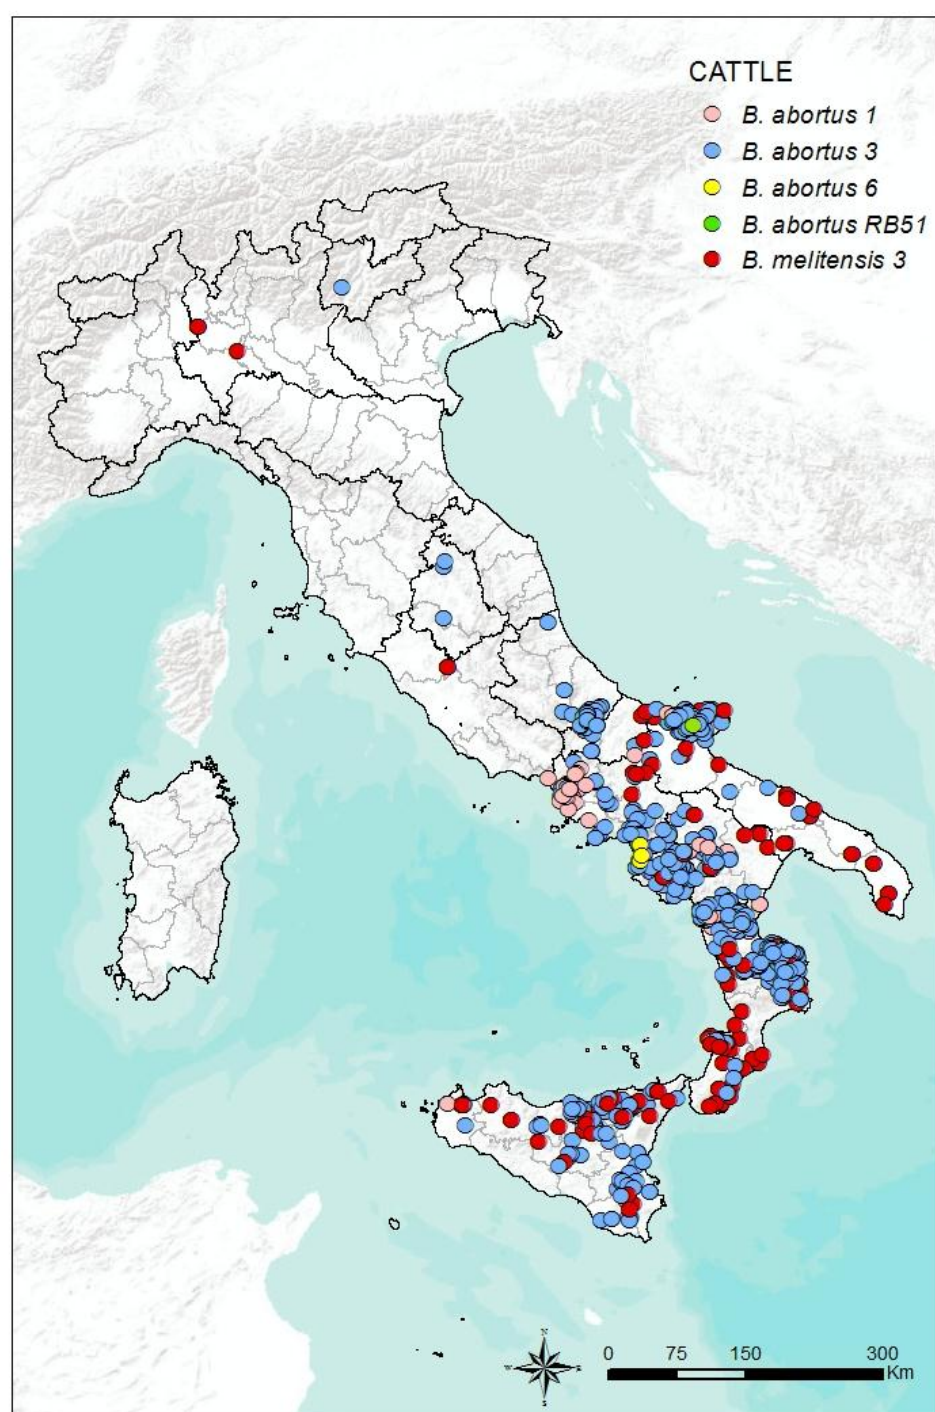 CATTLE
B. abortus 1
B. abortus 3
B. abortus 6
B. abortus RB51
B. melitensis 3
N
W E
S
0 75 150 300
Km